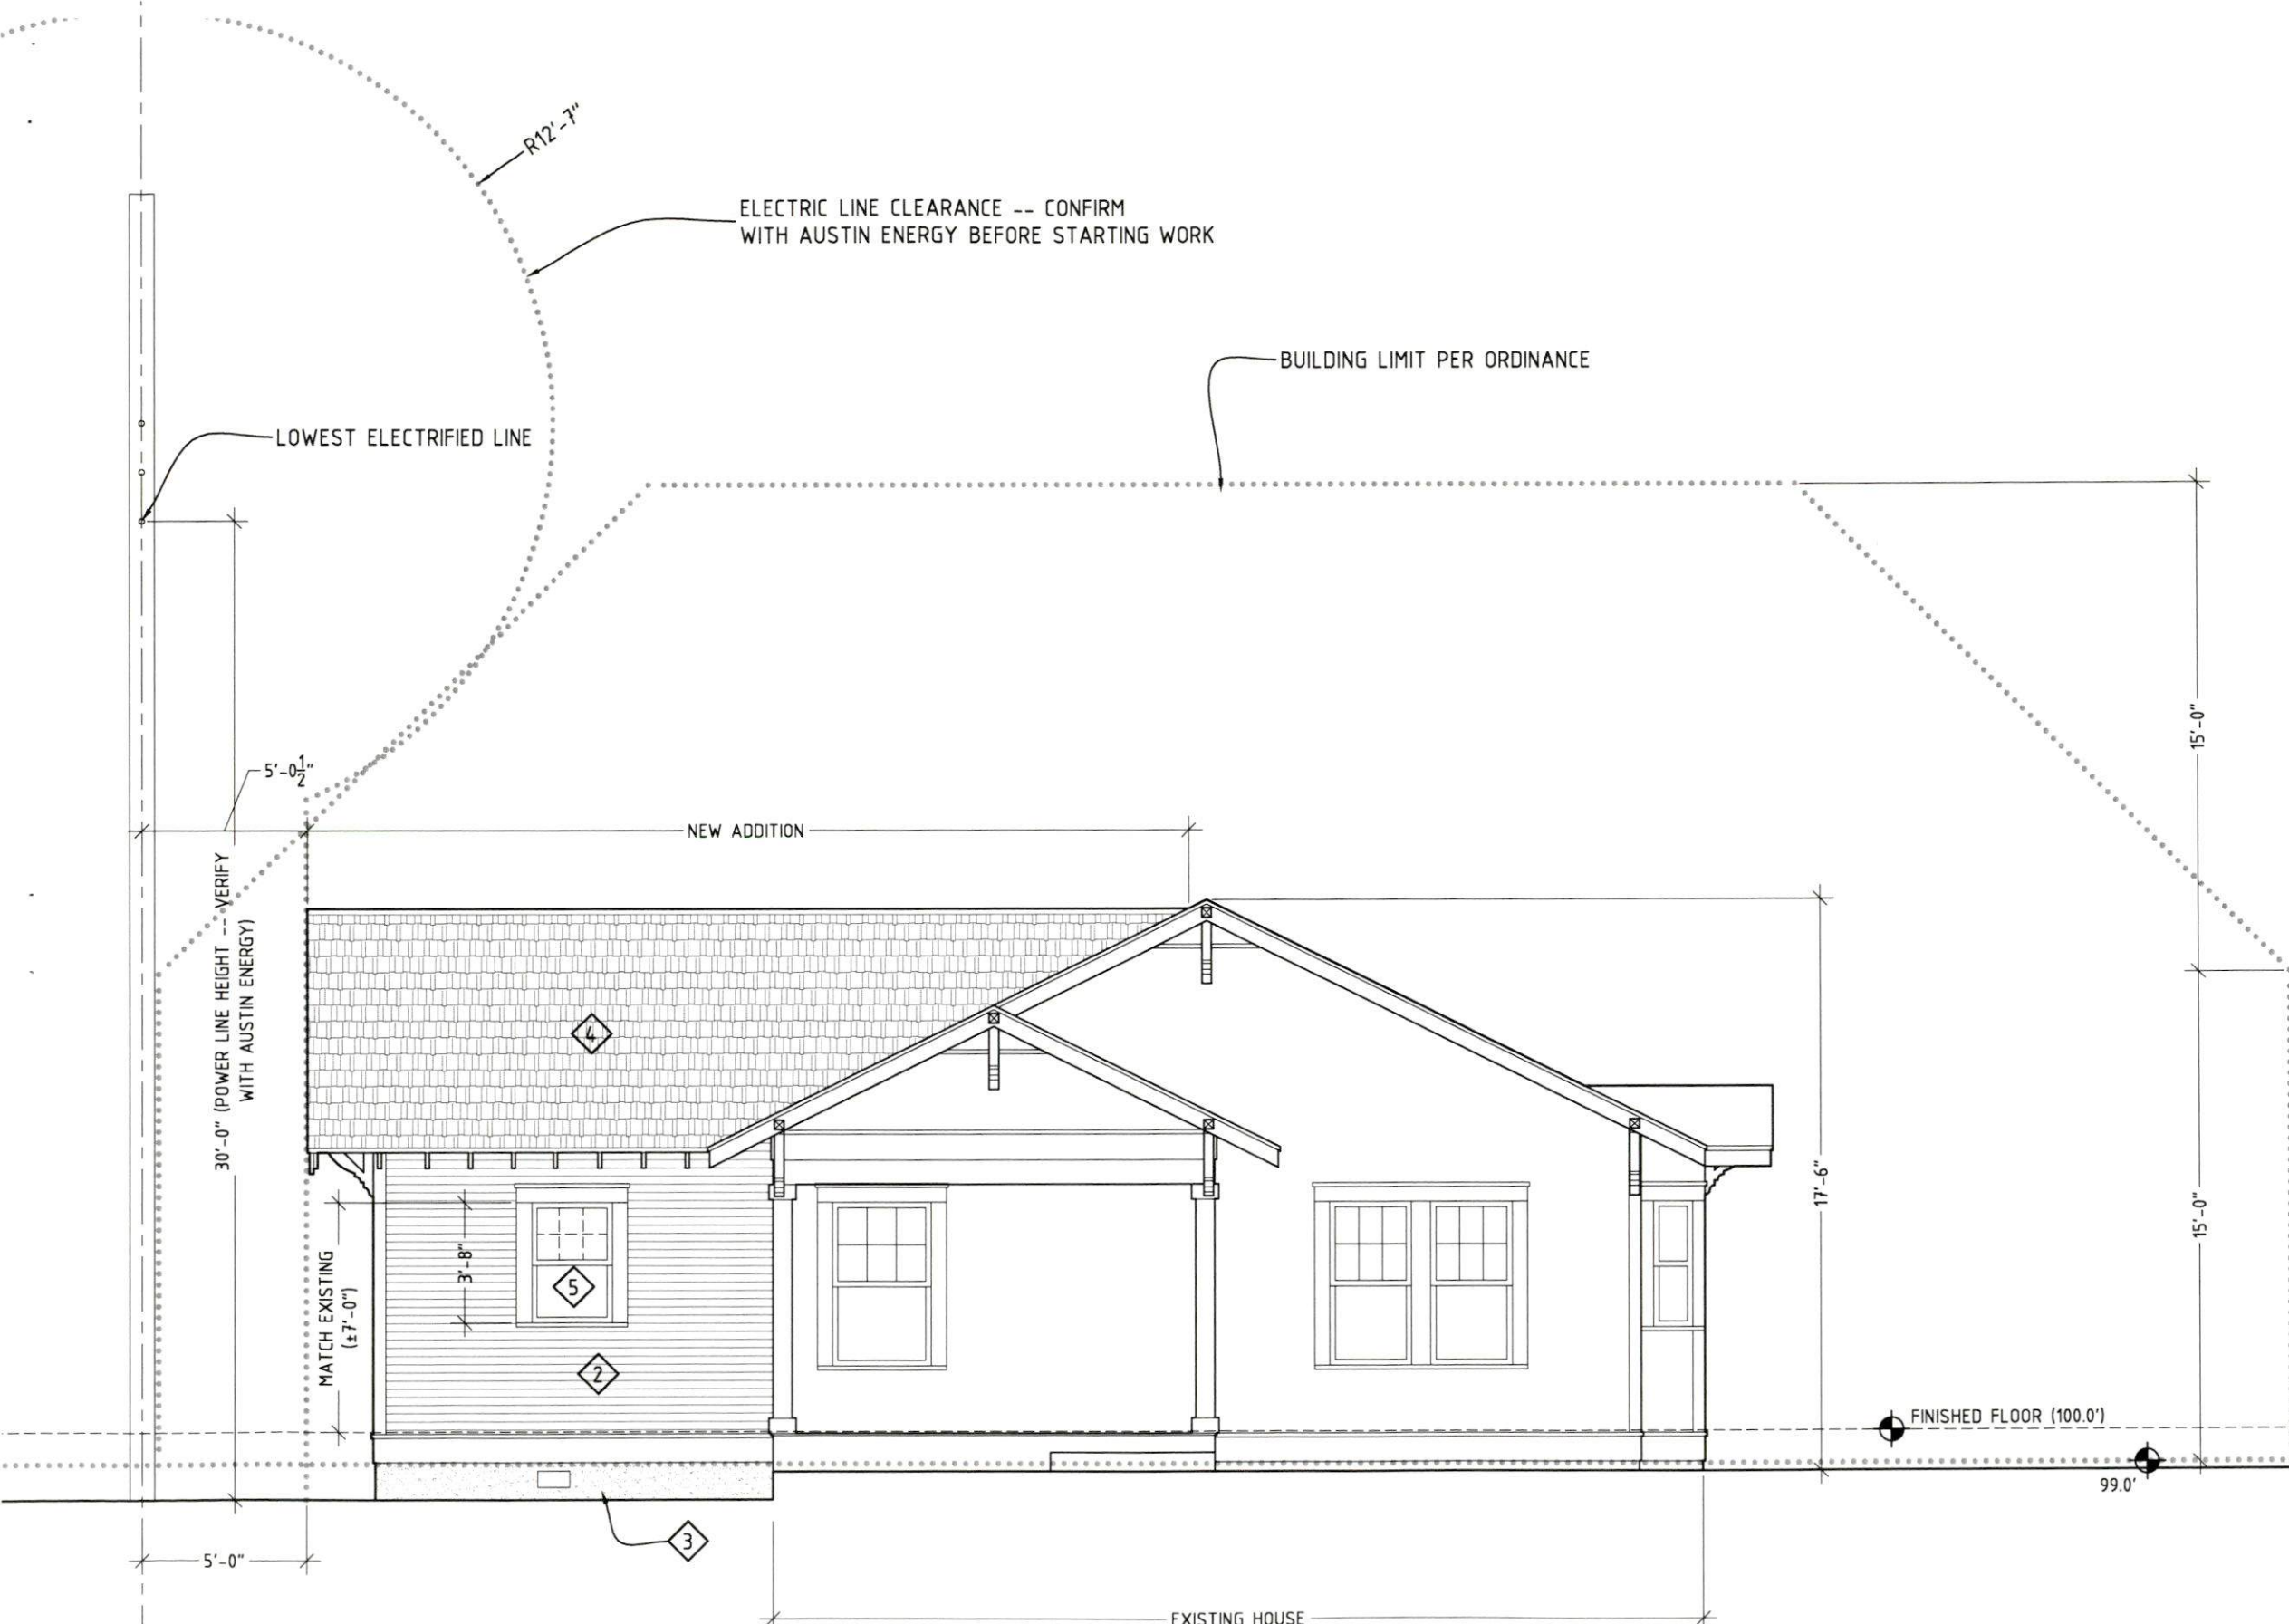 R12'-7"
ELECTRIC LINE CLEARANCE -- CONFIRM
WITH AUSTIN ENERGY BEFORE STARTING WORK
BUILDING LIMIT PER ORDINANCE
LOWEST ELECTRIFIED LINE
15'-0"
5'-0 1/2"
NEW ADDITION
30'-0" (POWER LINE HEIGHT -- VERIFY
WITH AUSTIN ENERGY)
4
17'-6"
15'-0"
MATCH EXISTING
(±7'-0")
3'-8"
5
2
FINISHED FLOOR (100.0')
99.0'
3
5'-0"
EXISTING HOUSE